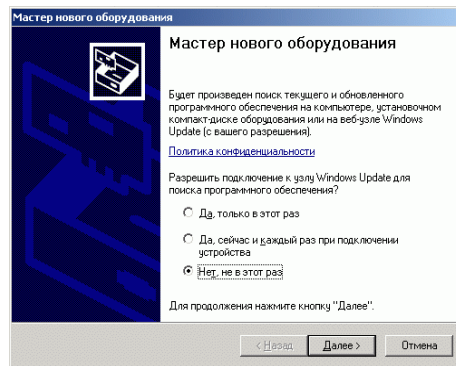 Мастер нового оборудования
Мастер нового оборудования
Будет произведен поиск текущего и обновленного
программного обеспечения на компьютере, установочном
компакт-диске оборудования или на веб-узле Windows
Update (с вашего разрешения).
Политика конфиденциальности
Разрешить подключение к узлу Windows Update для
поиска программного обеспечения?
Да, только в этот раз
Да, сейчас и каждый раз при подключении
устройства
Нет, не в этот раз
Для продолжения нажмите кнопку "Далее".
< Назад
Далее >
Отмена